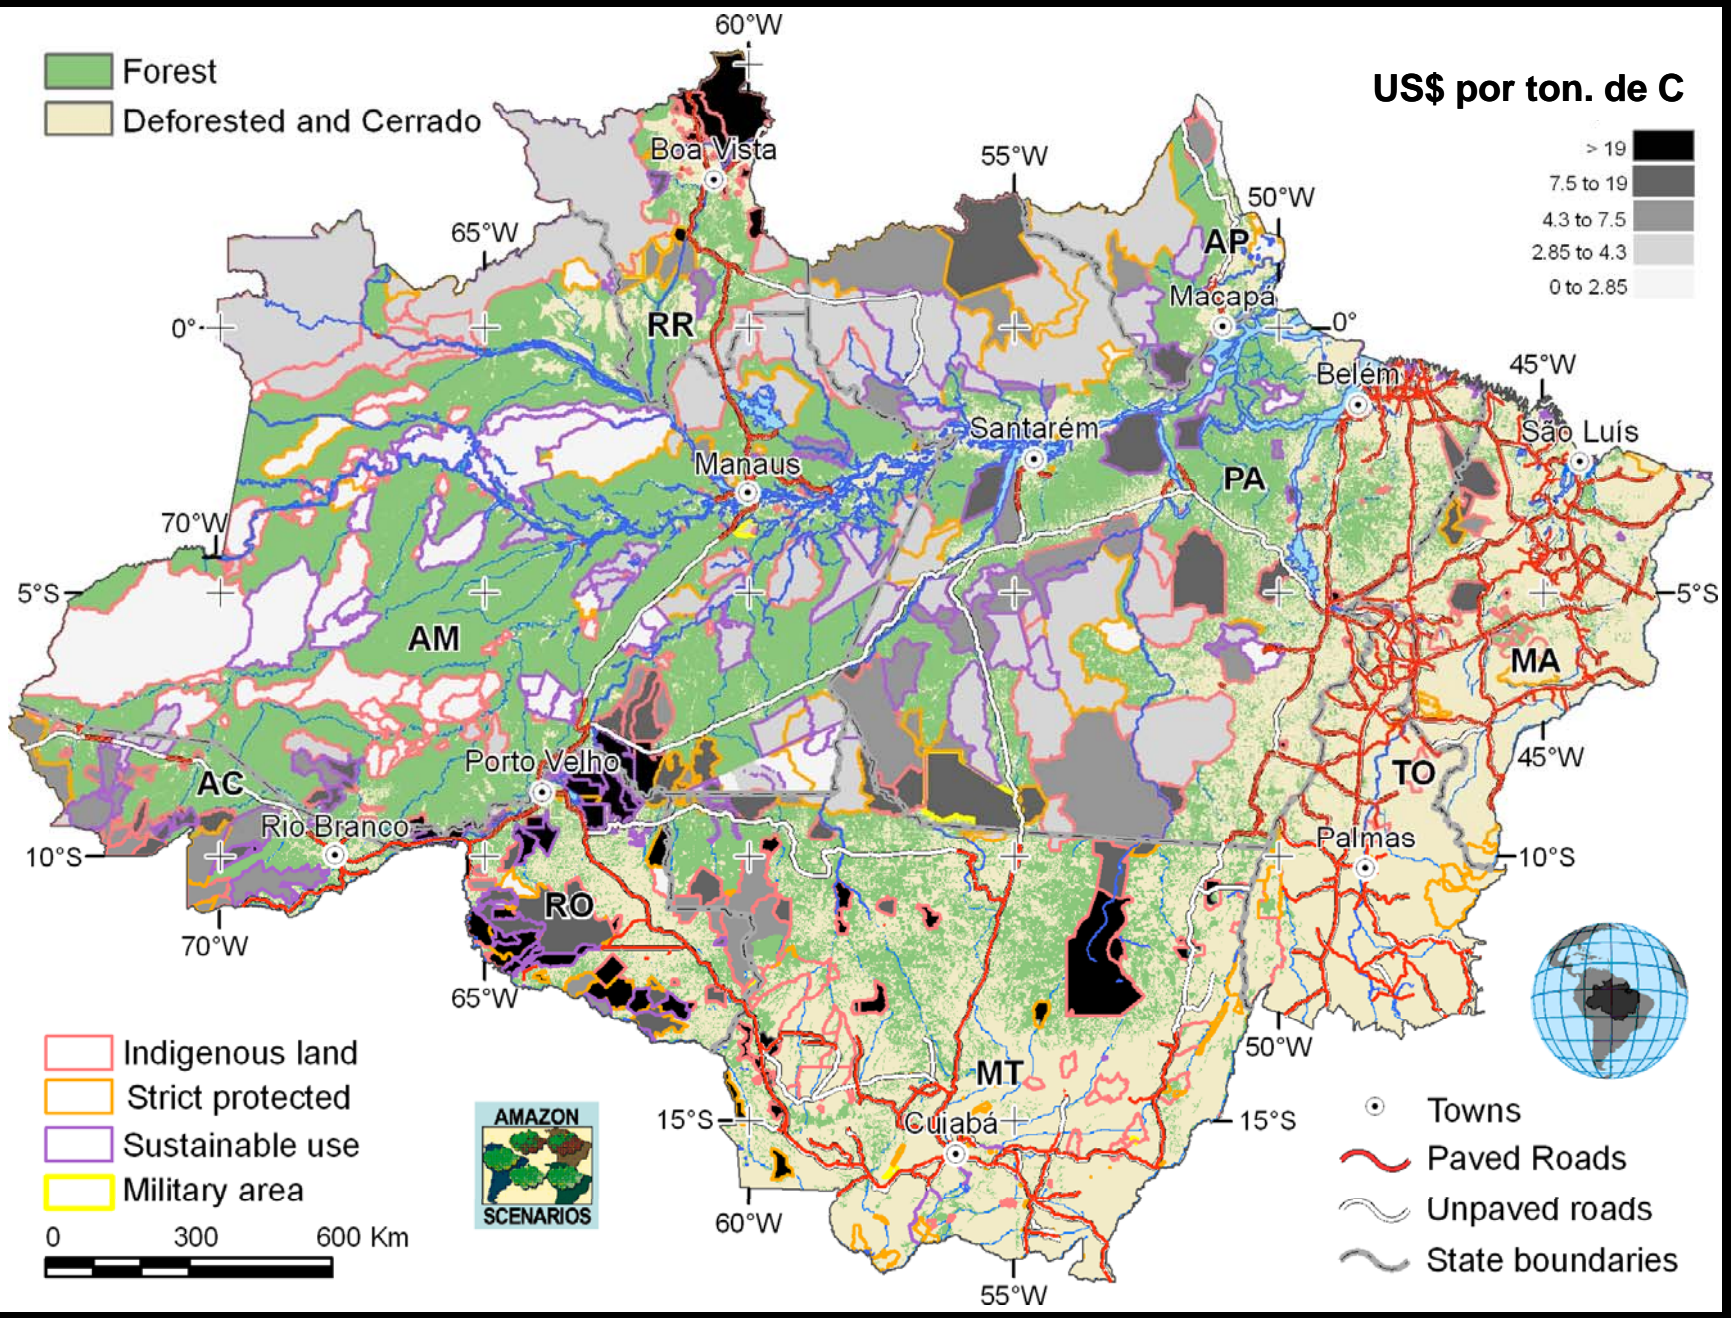 60°W
Forest
Deforested and Cerrado
US$ por ton. de C
> 19
7.5 to 19
4.3 to 7.5
2.85 to 4.3
0 to 2.85
Boa Vista
55°W
50°W
65°W
AP
Macapá
0°
RR
0°
45°W
Belém
Santarém
São Luís
Manaus
PA
70°W
5°S
5°S
AM
MA
Porto Velho
AC
TO
45°W
Rio Branco
Palmas
10°S
10°S
RO
70°W
65°W
50°W
MT
Indigenous land
Strict protected
Sustainable use
Military area
0 300 600 Km
AMAZON
SCENARIOS
15°S
Cuiabá
15°S
60°W
55°W
Towns
Paved Roads
Unpaved roads
State boundaries